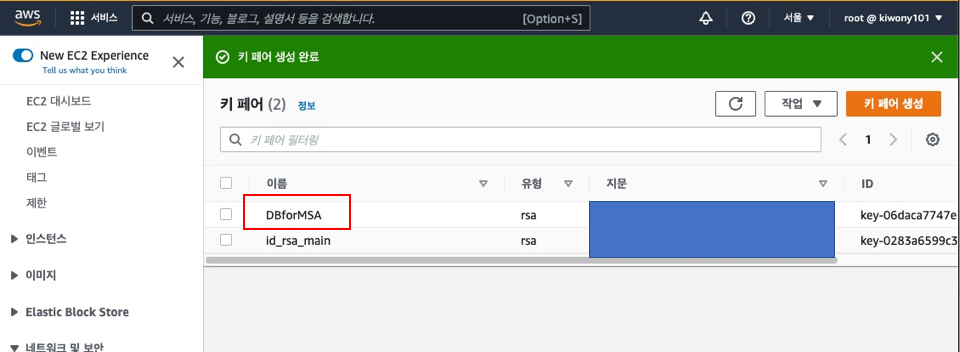 aws 서비스 서비스, 기능, 블로그, 설명서 등을 검색합니다. [Option+S] 서울 ▼ root @ kiwony101 ▼
New EC2 Experience
Tell us what you think
EC2 대시보드
EC2 글로벌 보기
이벤트
태그
제한
인스턴스
이미지
Elastic Block Store
네트워크 및 보안
키 페어 생성 완료
키 페어 (2) 정보 작업 ▼ 키 페어 생성
키 페어 필터링 1
이름 유형 지문 ID
DBforMSA rsa key-06daca7747e
id_rsa_main rsa key-0283a6599c3